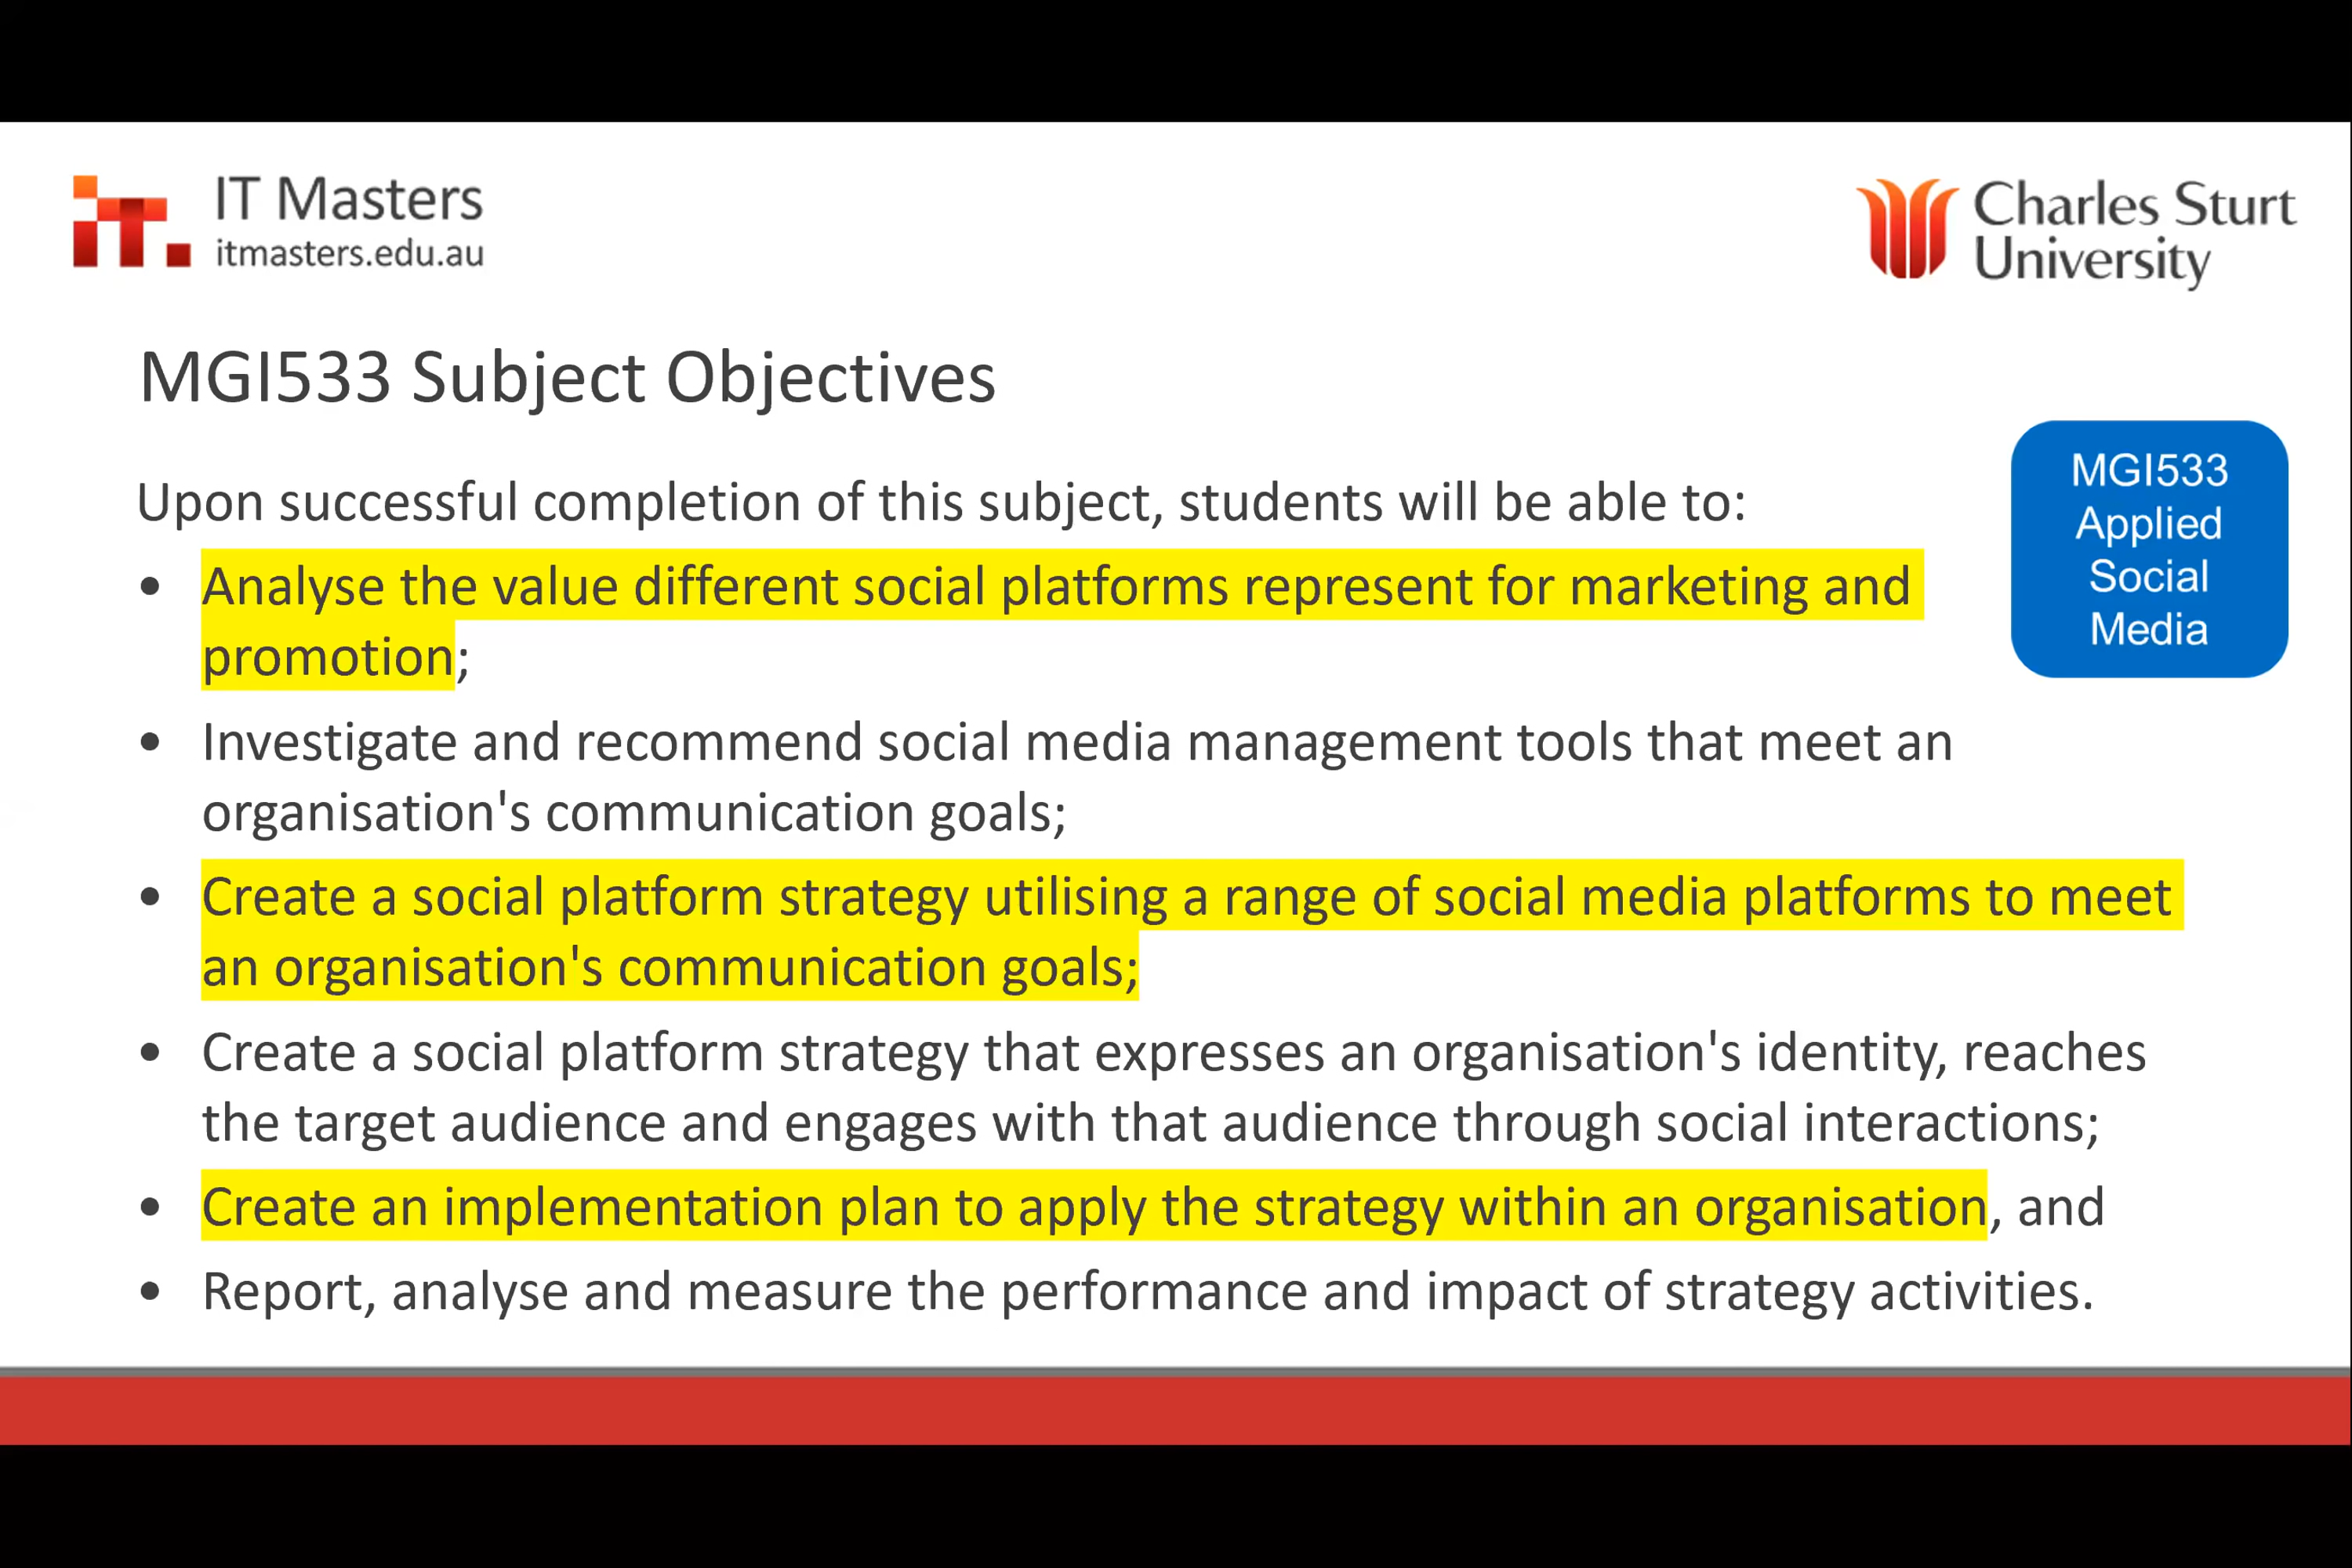 IT Masters
itmasters.edu.au
Charles Sturt
University
MGI533 Subject Objectives
MGI533
Applied
Social
Media
Upon successful completion of this subject, students will be able to:
• Analyse the value different social platforms represent for marketing and
promotion;
• Investigate and recommend social media management tools that meet an
organisation's communication goals;
• Create a social platform strategy utilising a range of social media platforms to meet
an organisation's communication goals;
• Create a social platform strategy that expresses an organisation's identity, reaches
the target audience and engages with that audience through social interactions;
• Create an implementation plan to apply the strategy within an organisation, and
• Report, analyse and measure the performance and impact of strategy activities.